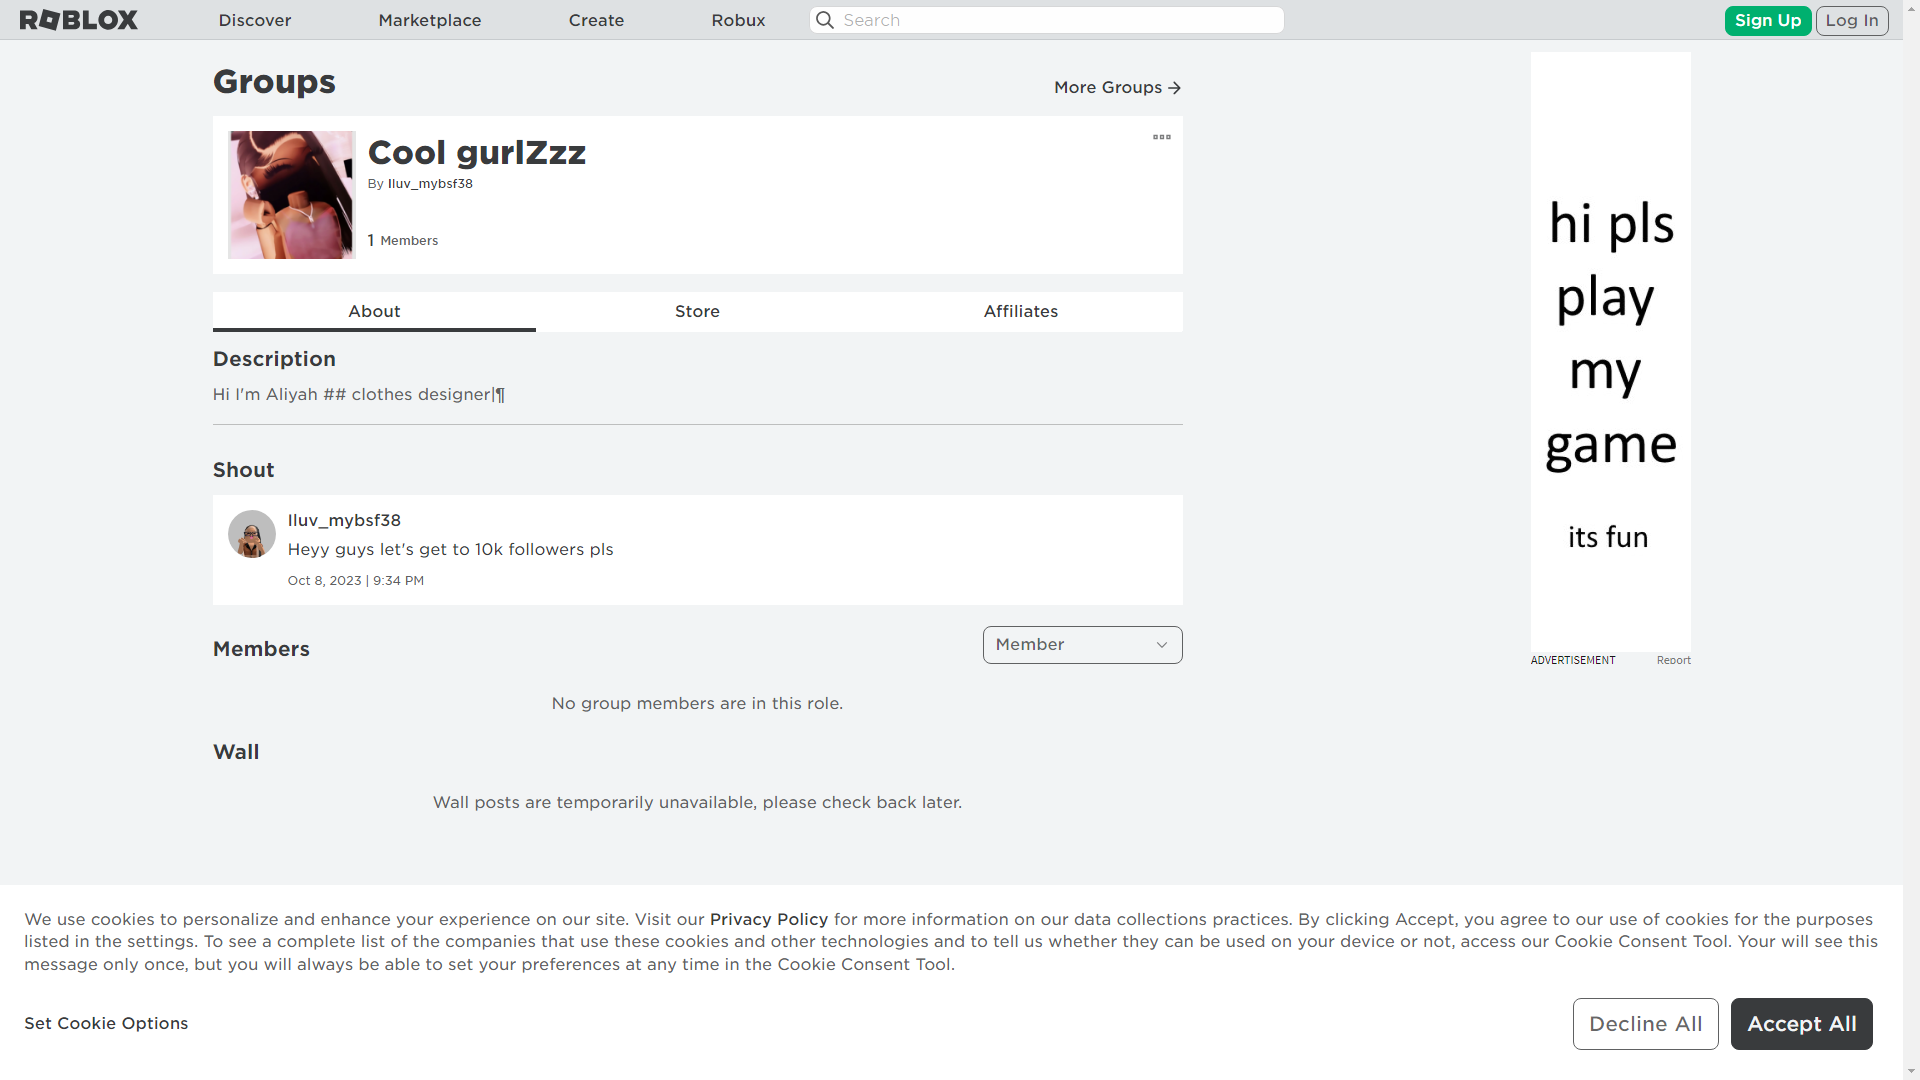 ROBLOX
Discover
Marketplace
Create
Robux
Search
Sign Up
Log In
Groups
More Groups
Cool gurlZzz
By Iluv_mybsf38
1 Members
About
Store
Affiliates
Description
Hi I'm Aliyah ## clothes designer|¶
Shout
Iluv_mybsf38
Heyy guys let's get to 10k followers pls
Oct 8, 2023 | 9:34 PM
Members
Member
No group members are in this role.
Wall
Wall posts are temporarily unavailable, please check back later.
hi pls
play
my
game
its fun
ADVERTISEMENT
Report
We use cookies to personalize and enhance your experience on our site. Visit our Privacy Policy for more information on our data collections practices. By clicking Accept, you agree to our use of cookies for the purposes
listed in the settings. To see a complete list of the companies that use these cookies and other technologies and to tell us whether they can be used on your device or not, access our Cookie Consent Tool. Your will see this
message only once, but you will always be able to set your preferences at any time in the Cookie Consent Tool.
Set Cookie Options
Decline All
Accept All